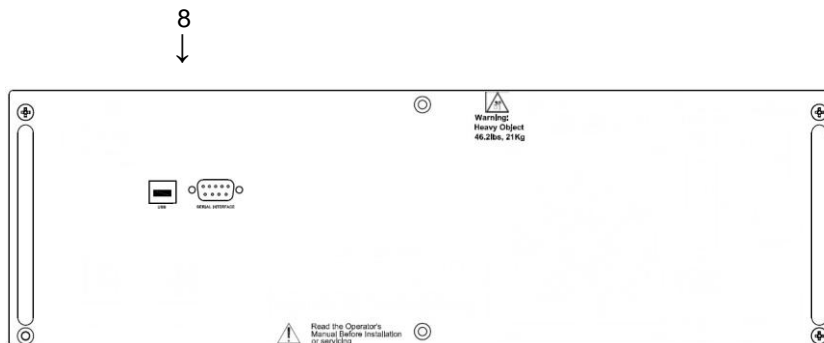 8
Warning:
Heavy Object
46.2lbs, 21Kg
USB
SERIAL INTERFACE
Read the Operator's
Manual Before Installation
or servicing